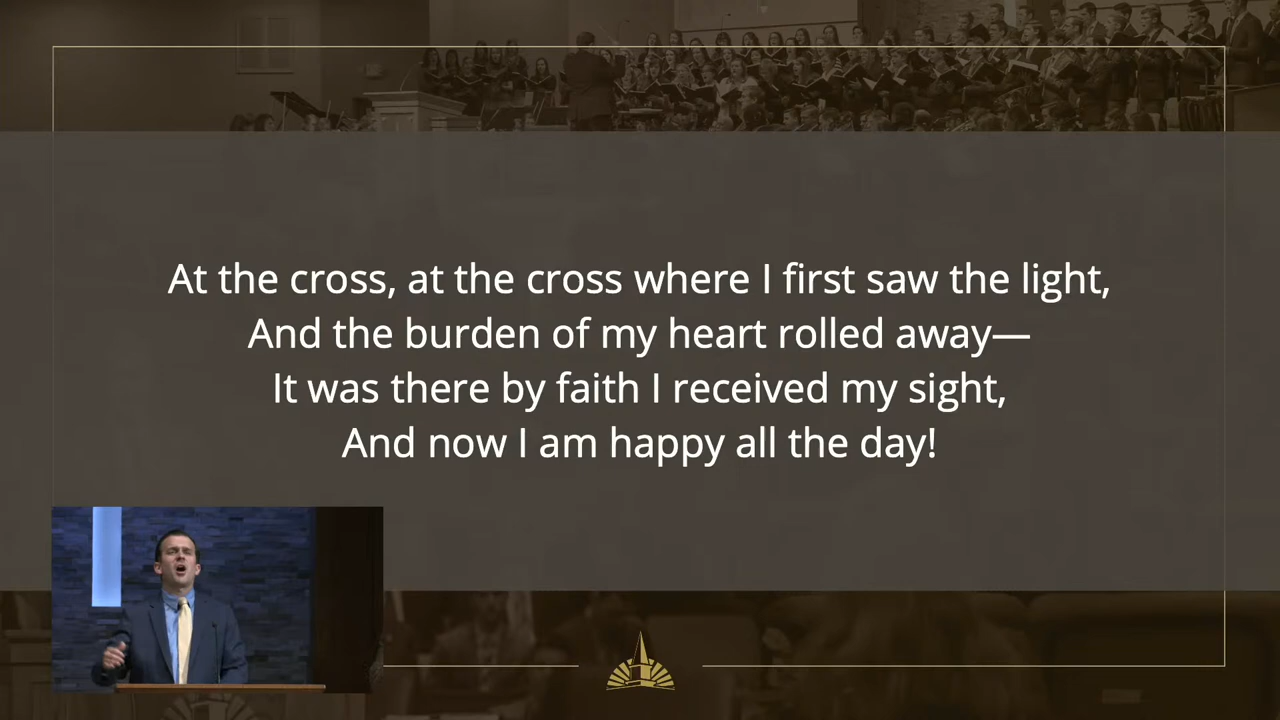 At the cross, at the cross where I first saw the light,
And the burden of my heart rolled away—
It was there by faith I received my sight,
And now I am happy all the day!